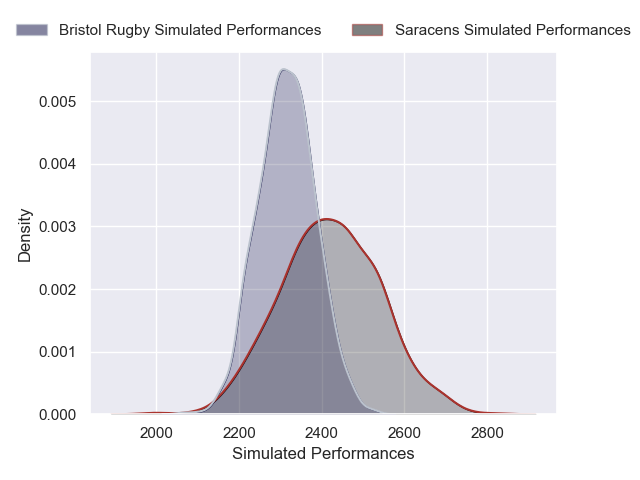 Bristol Rugby Simulated Performances
Saracens Simulated Performances
0.005
0.004
0.003
0.002
0.001
0.000
Density
2000 2200 2400 2600 2800
Simulated Performances